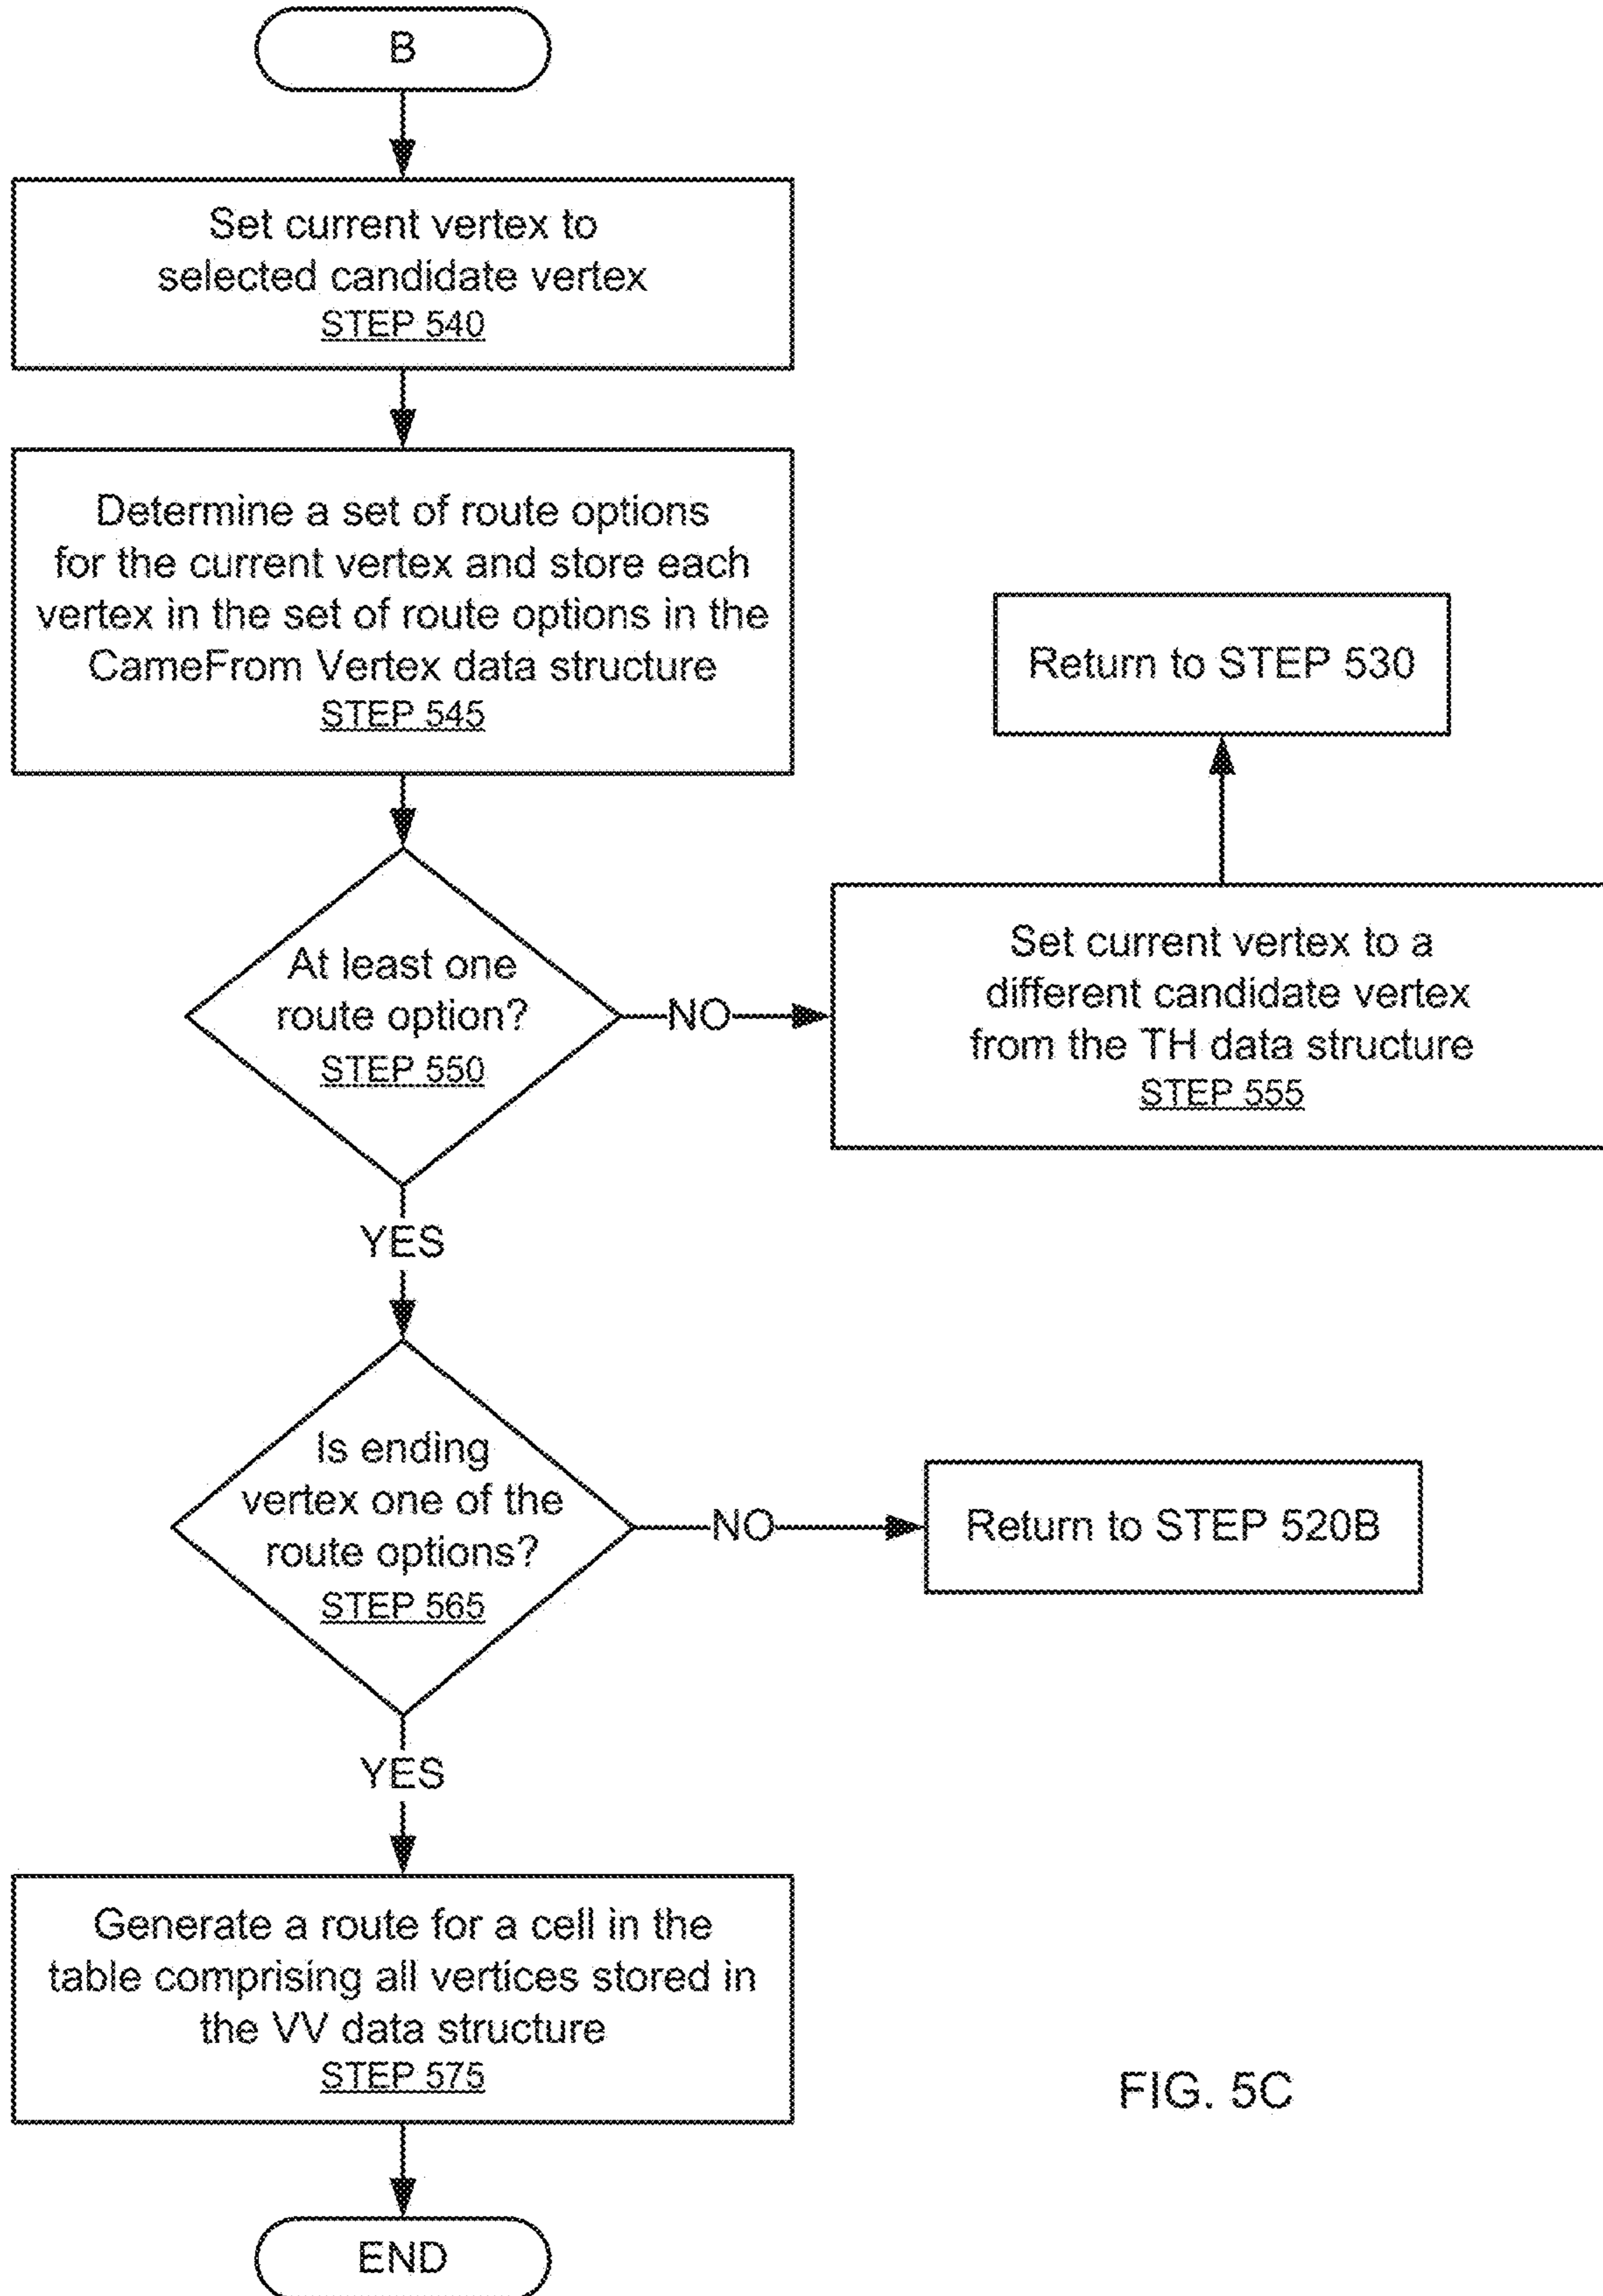 B
Set current vertex to
selected candidate vertex
STEP 540
Determine a set of route options
for the current vertex and store each
vertex in the set of route options in the
CameFrom Vertex data structure
STEP 545
Return to STEP 530
At least one
route option?
STEP 550
NO
Set current vertex to a
different candidate vertex
from the TH data structure
STEP 555
YES
Is ending
vertex one of the
route options?
STEP 565
NO
Return to STEP 520B
YES
Generate a route for a cell in the
table comprising all vertices stored in
the VV data structure
STEP 575
FIG. 5C
END